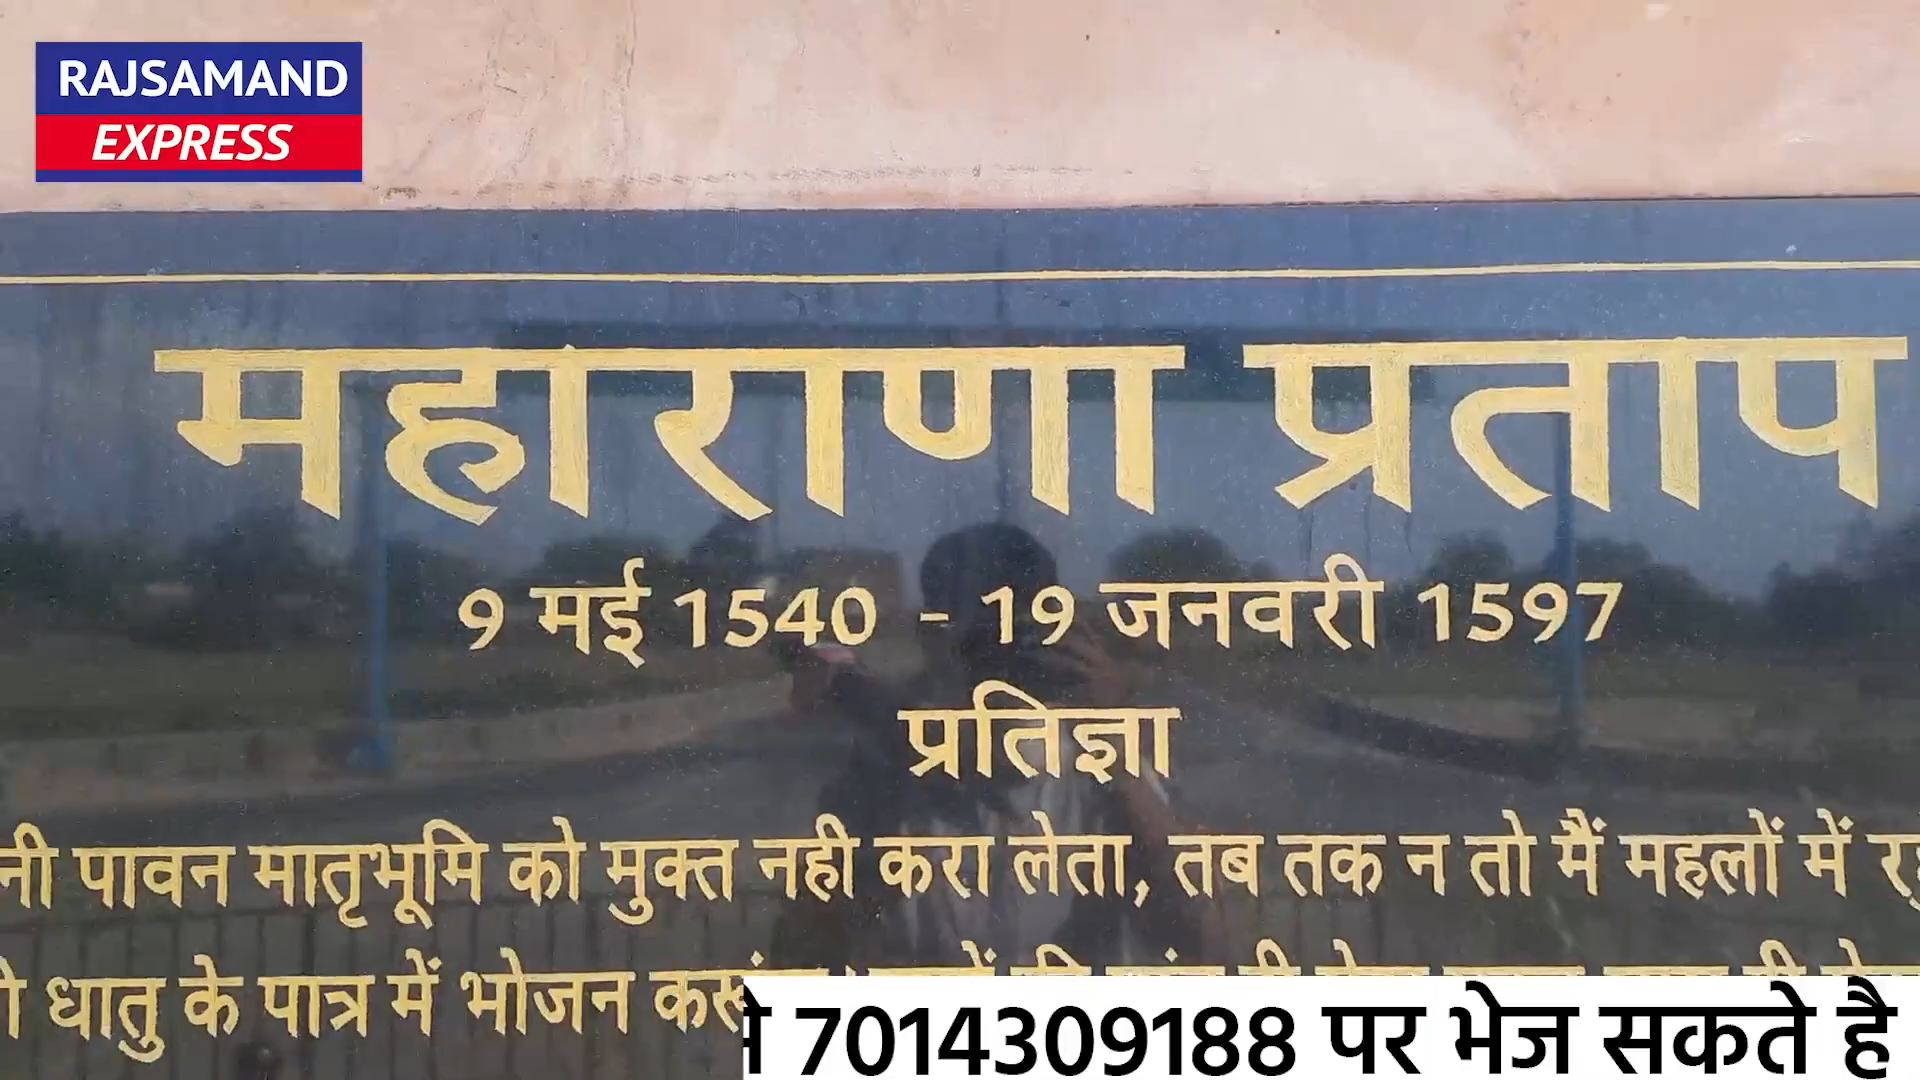 RAJSAMAND
EXPRESS
महाराणा प्रताप
9 मई 1540 - 19 जनवरी 1597
प्रतिज्ञा
पावन मातृभूमि को मुक्त नही करा लेता, तब तक न तो मैं महलों में
धातु के पात्र में भोजन करूं
7014309188 पर भेज सकते है